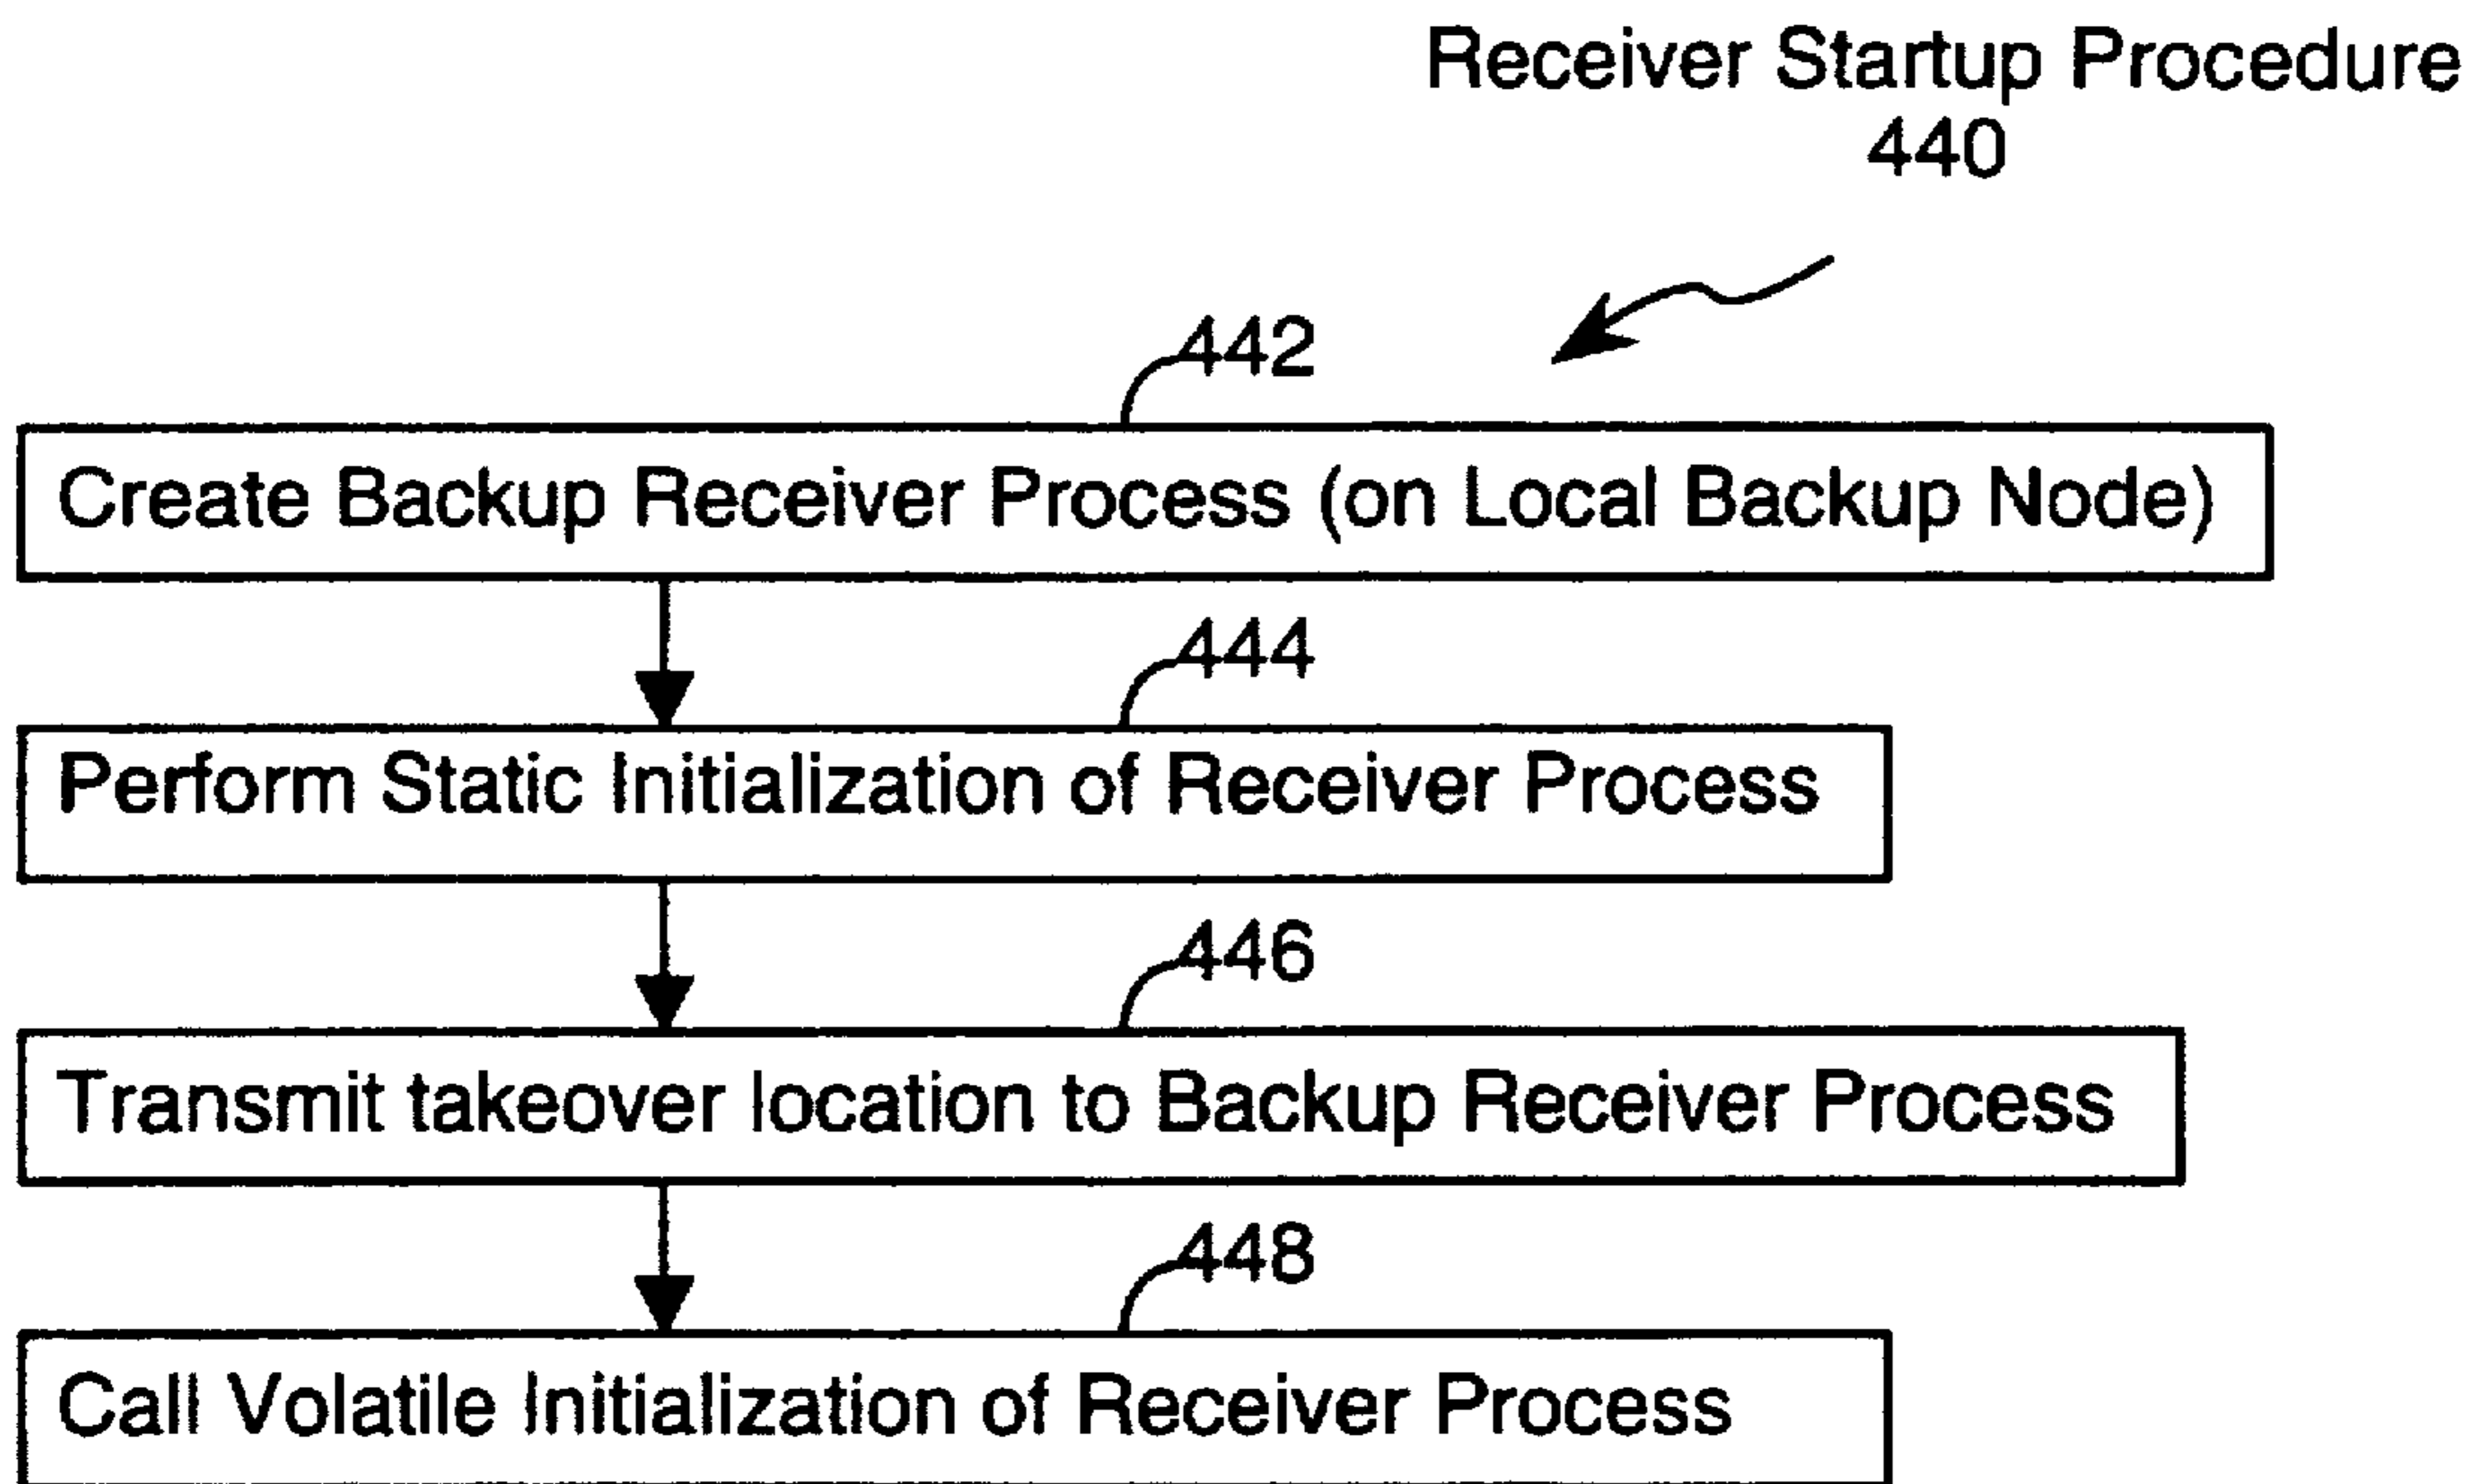 Receiver Startup Procedure
440
442
Create Backup Receiver Process (on Local Backup Node)
444
Perform Static Initialization of Receiver Process
446
Transmit takeover location to Backup Receiver Process
448
Call Volatile Initialization of Receiver Process